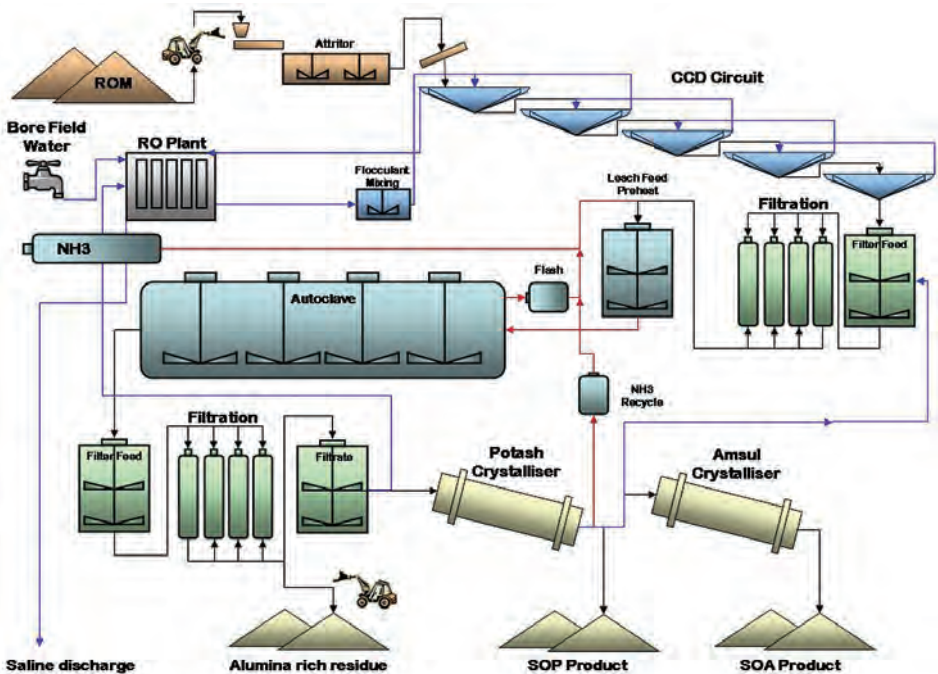 ROM
Attritor
CCD Circuit
Bore Field
Water
RO Plant
Flocculant
Mixing
Leach Feed
Preheat
Filtration
Filter Feed
NH3
Flash
Autoclave
NH3
Recycle
Filtration
Filter Feed
Filtrate
Potash
Crystalliser
Amsul
Crystalliser
Saline discharge
Alumina rich residue
SOP Product
SOA Product